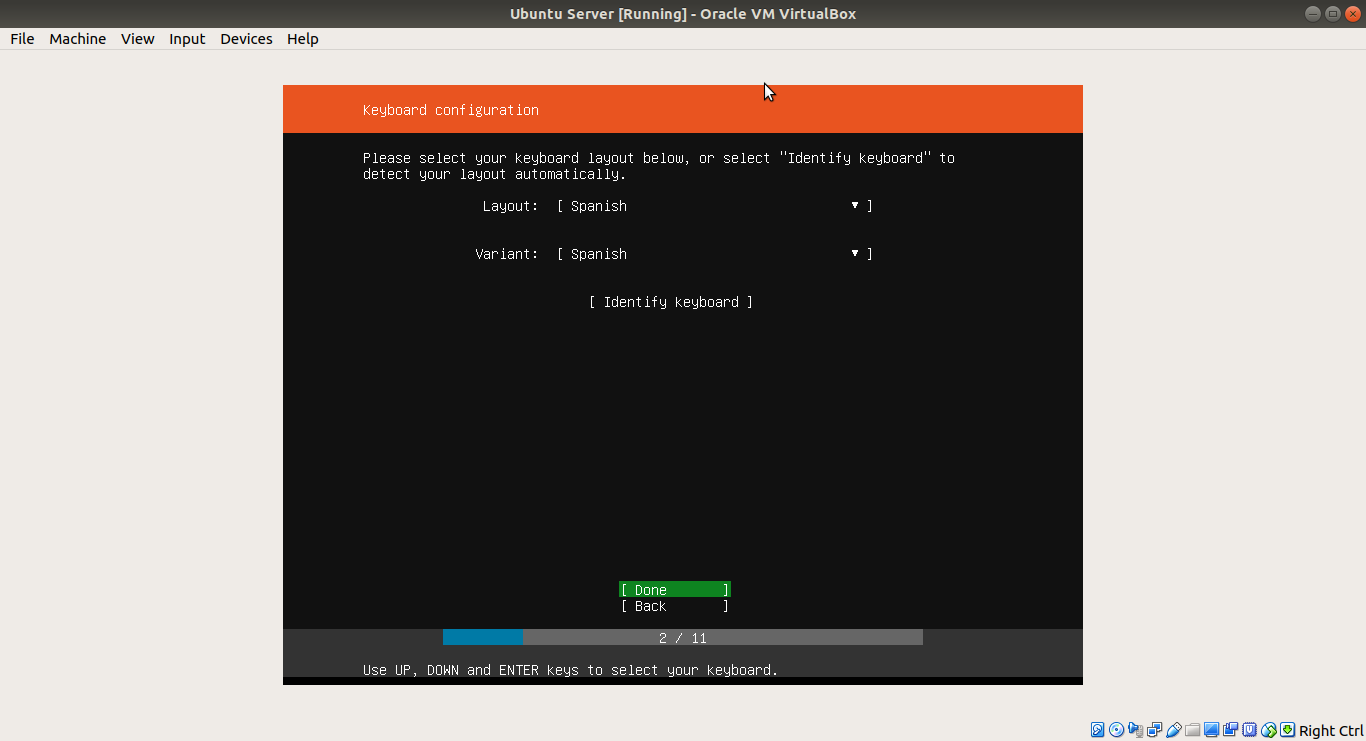 Ubuntu Server [Running] - Oracle VM VirtualBox
File Machine View Input Devices Help
Keyboard configuration
Please select your keyboard layout below, or select "Identify keyboard" to
detect your layout automatically.
Layout: [ Spanish ▼ ]
Variant: [ Spanish ▼ ]
[ Identify keyboard ]
[ Done ]
[ Back ]
2 / 11
Use UP, DOWN and ENTER keys to select your keyboard.
Right Ctrl